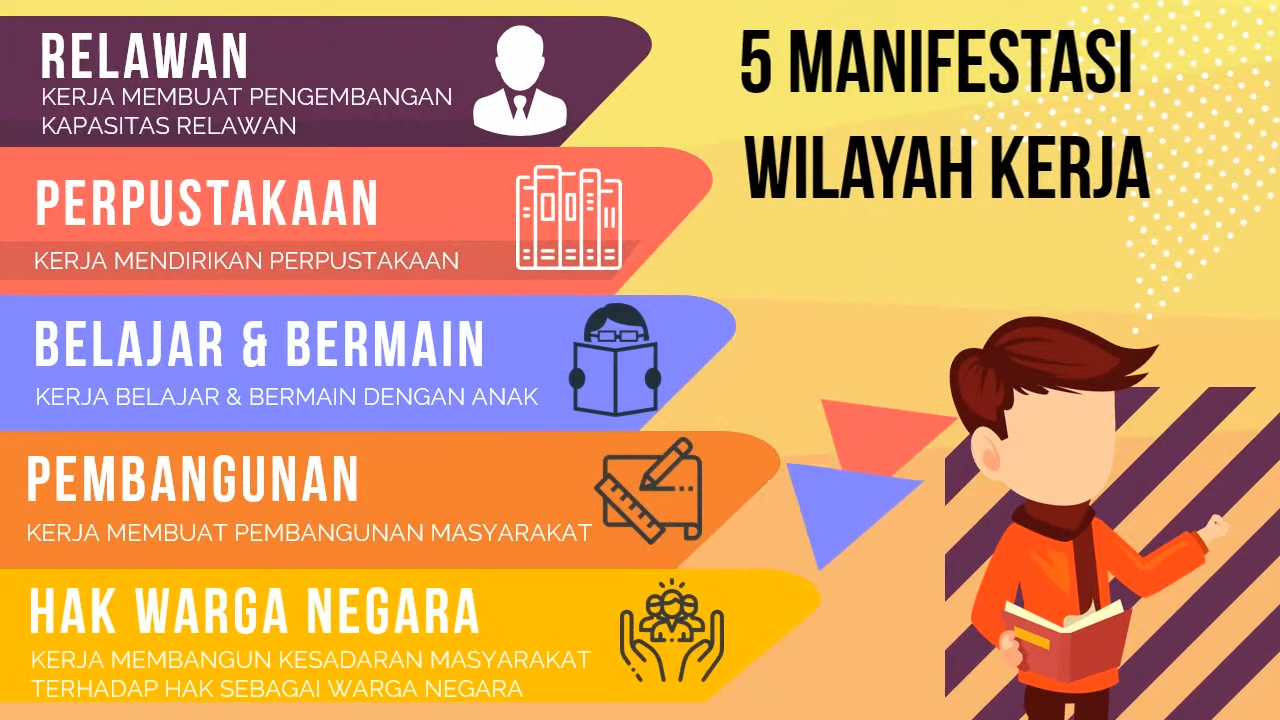 5 MANIFESTASI
WILAYAH KERJA
RELAWAN
KERJA MEMBUAT PENGEMBANGAN
KAPASITAS RELAWAN
PERPUSTAKAAN
KERJA MENDIRIKAN PERPUSTAKAAN
BELAJAR & BERMAIN
KERJA BELAJAR & BERMAIN DENGAN ANAK
PEMBANGUNAN
KERJA MEMBUAT PEMBANGUNAN MASYARAKAT
HAK WARGA NEGARA
KERJA MEMBANGUN KESADARAN MASYARAKAT
TERHADAP HAK SEBAGAI WARGA NEGARA